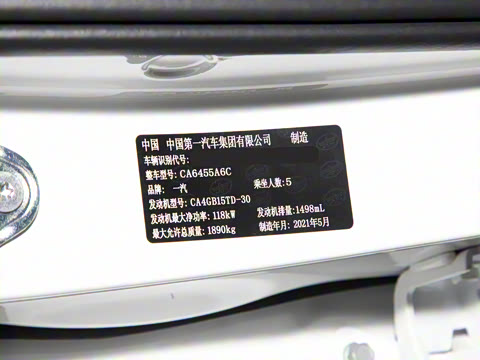 中国 中国第一汽车集团有限公司 制造
车辆识别代号:
整车型号: CA6455A6C
品牌: 一汽 乘坐人数: 5
发动机型号: CA4GB15TD-30
发动机最大净功率: 118kW 发动机排量: 1498mL
最大允许总质量: 1890kg 制造年月: 2021年5月